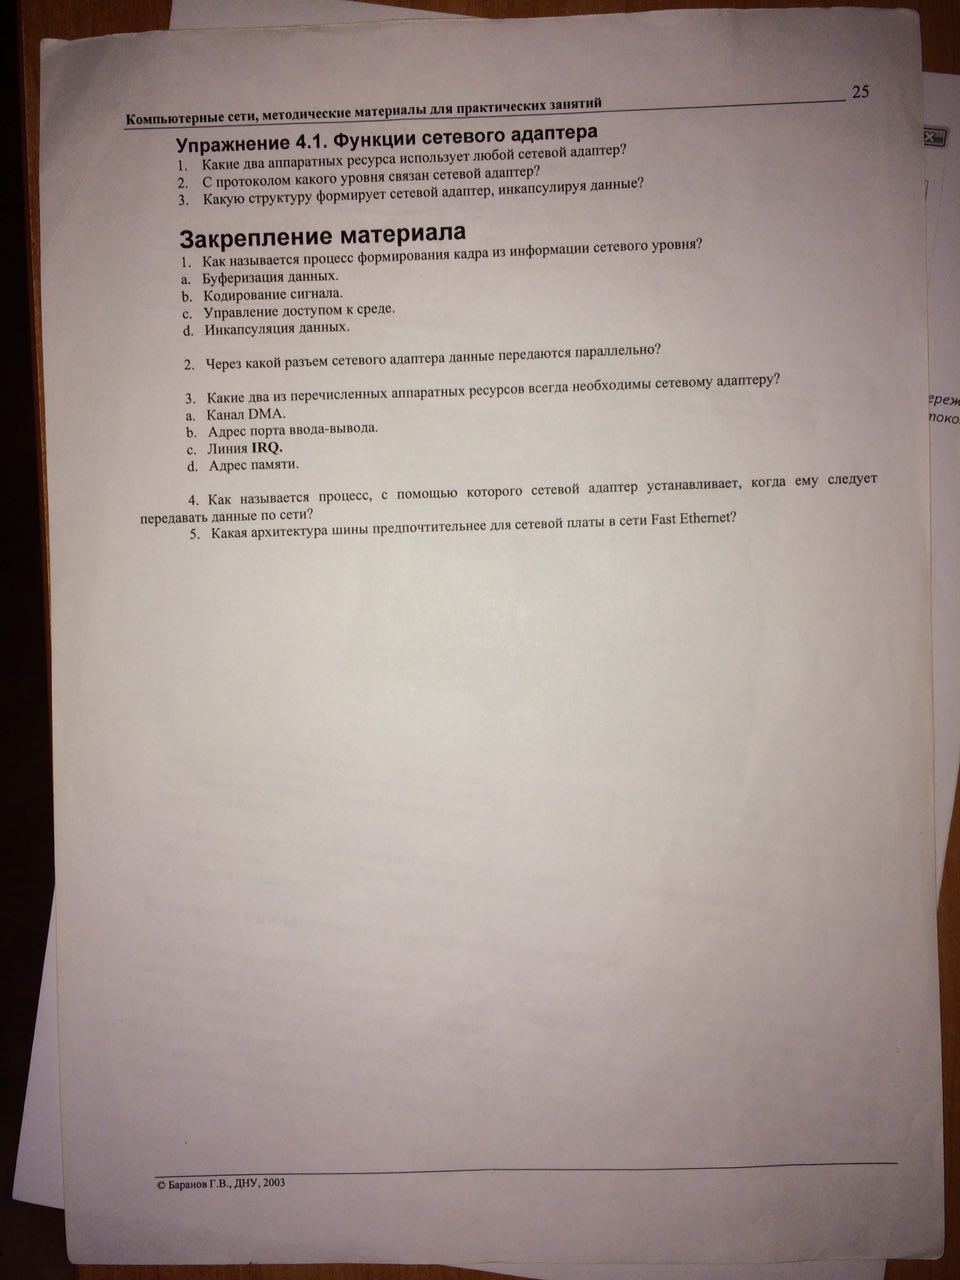 25
Компьютерные сети, методические материалы для практических занятий
Упражнение 4.1. Функции сетевого адаптера
1. Какие два аппаратных ресурса использует любой сетевой адаптер?
2. С протоколом какого уровня связан сетевой адаптер?
3. Какую структуру формирует сетевой адаптер, инкапсулируя данные?
Закрепление материала
1. Как называется процесс формирования кадра из информации сетевого уровня?
a. Буферизация данных.
b. Кодирование сигнала.
c. Управление доступом к среде.
d. Инкапсуляция данных.
2. Через какой разъем сетевого адаптера данные передаются параллельно?
3. Какие два из перечисленных аппаратных ресурсов всегда необходимы сетевому адаптеру?
a. Канал DMA.
b. Адрес порта ввода-вывода.
c. Линия IRQ.
d. Адрес памяти.
4. Как называется процесс, с помощью которого сетевой адаптер устанавливает, когда ему следует
передавать данные по сети?
5. Какая архитектура шины предпочтительнее для сетевой платы в сети Fast Ethernet?
© Баранов Г.В., ДНУ, 2003